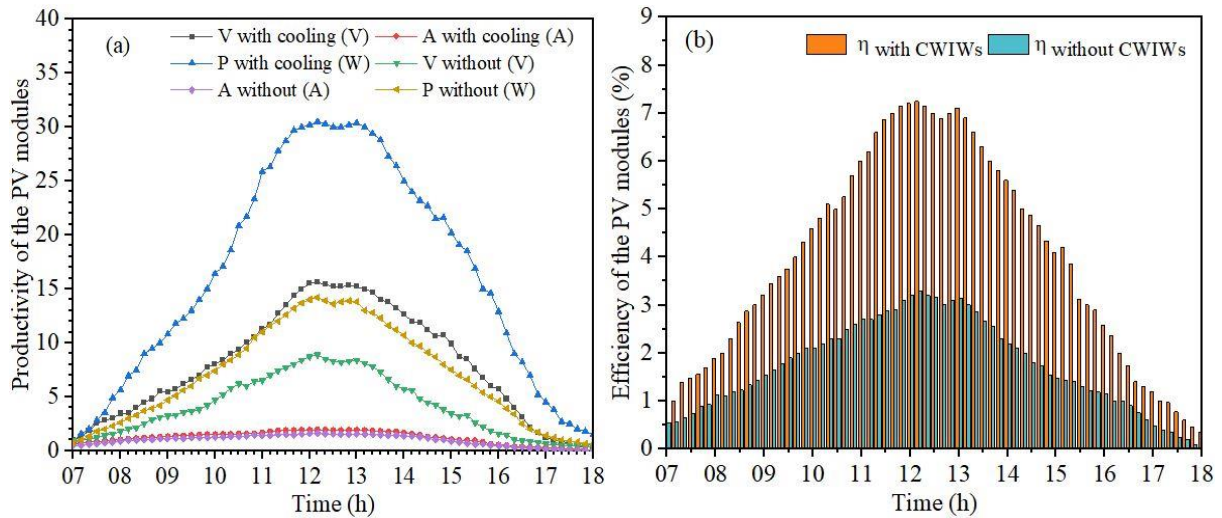 (a)
V with cooling (V) A with cooling (A)
P with cooling (W) V without (V)
A without (A) P without (W)
Productivity of the PV modules
40
35
30
25
20
15
10
5
0
07 08 09 10 11 12 13 14 15 16 17 18
Time (h)
(b)
η with CWIWs η without CWIWs
Efficiency of the PV modules (%)
9
8
7
6
5
4
3
2
1
0
07 08 09 10 11 12 13 14 15 16 17 18
Time (h)